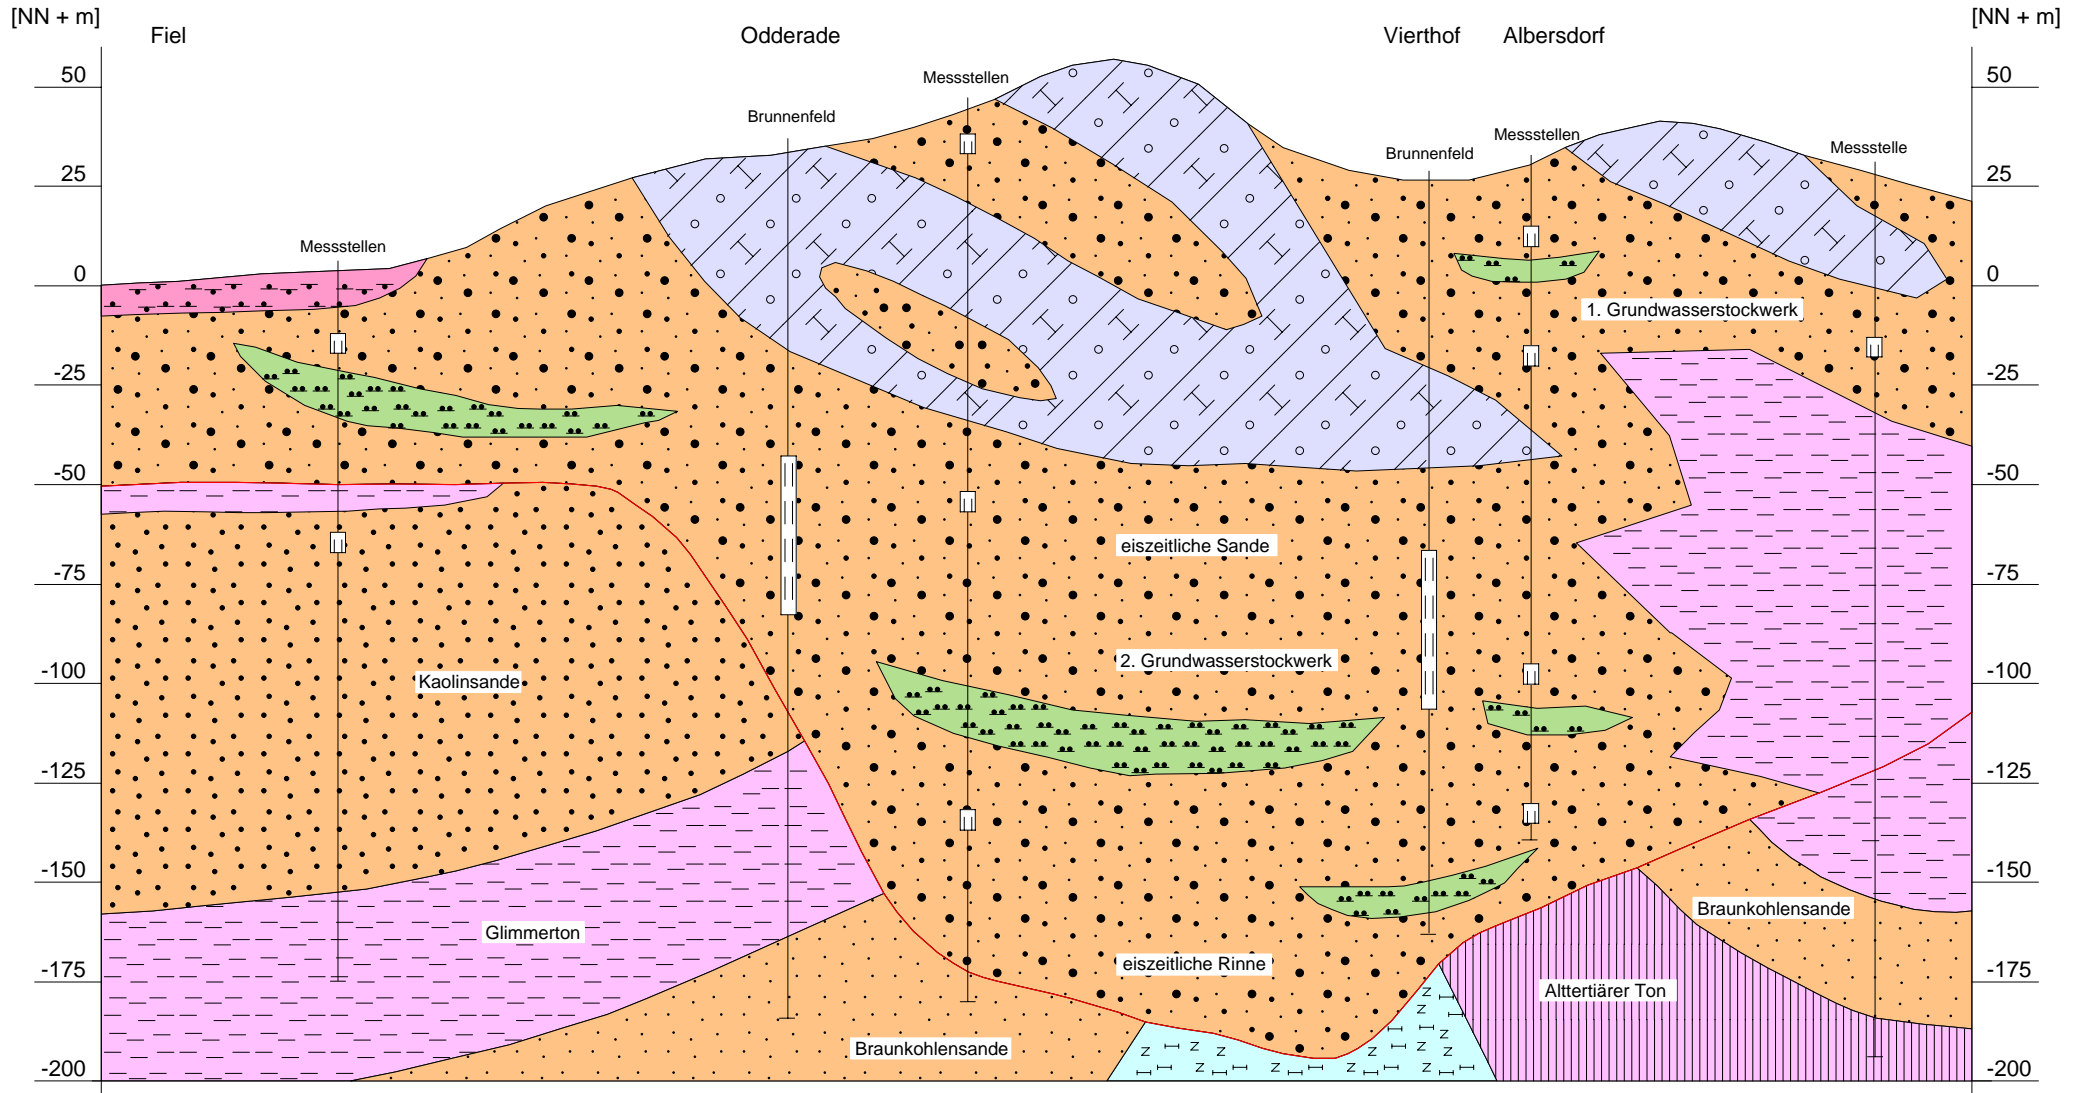 [NN + m] [NN + m]
Fiel Odderade Vierthof Albersdorf
50 Messstellen 50
Brunnenfeld Messstellen Messstelle
Brunnenfeld
25 25
Messstellen
0 0
1. Grundwasserstockwerk
-25 -25
-50 -50
eiszeitliche Sande
-75 -75
2. Grundwasserstockwerk
Kaolinsande
-100 -100
-125 -125
-150 -150
Braunkohlensande
Glimmerton
eiszeitliche Rinne
-175 -175
Alttertiärer Ton
Braunkohlensande
-200 -200